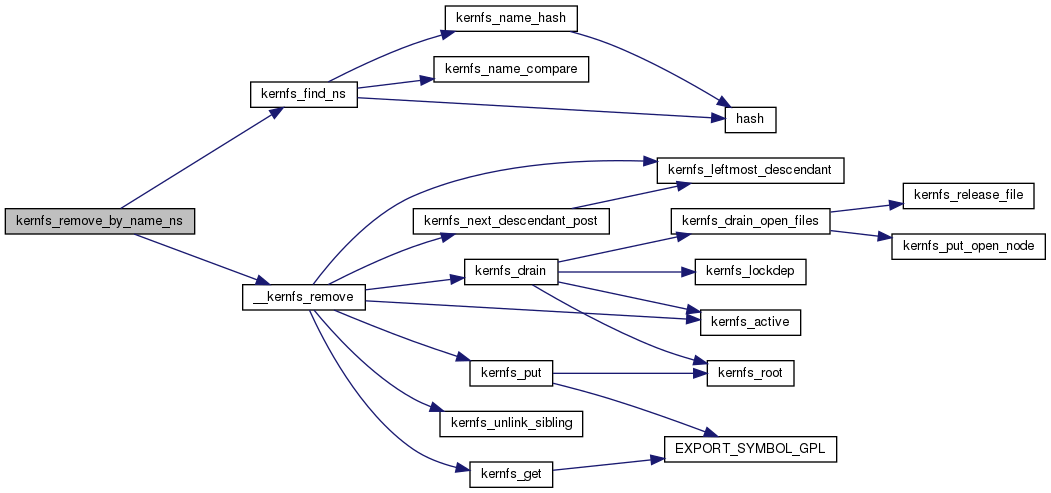 kernfs_name_hash
kernfs_name_compare
kernfs_find_ns
hash
kernfs_leftmost_descendant
kernfs_release_file
kernfs_remove_by_name_ns
kernfs_next_descendant_post
kernfs_drain_open_files
kernfs_put_open_node
kernfs_drain
kernfs_lockdep
__kernfs_remove
kernfs_active
kernfs_put
kernfs_root
kernfs_unlink_sibling
EXPORT_SYMBOL_GPL
kernfs_get